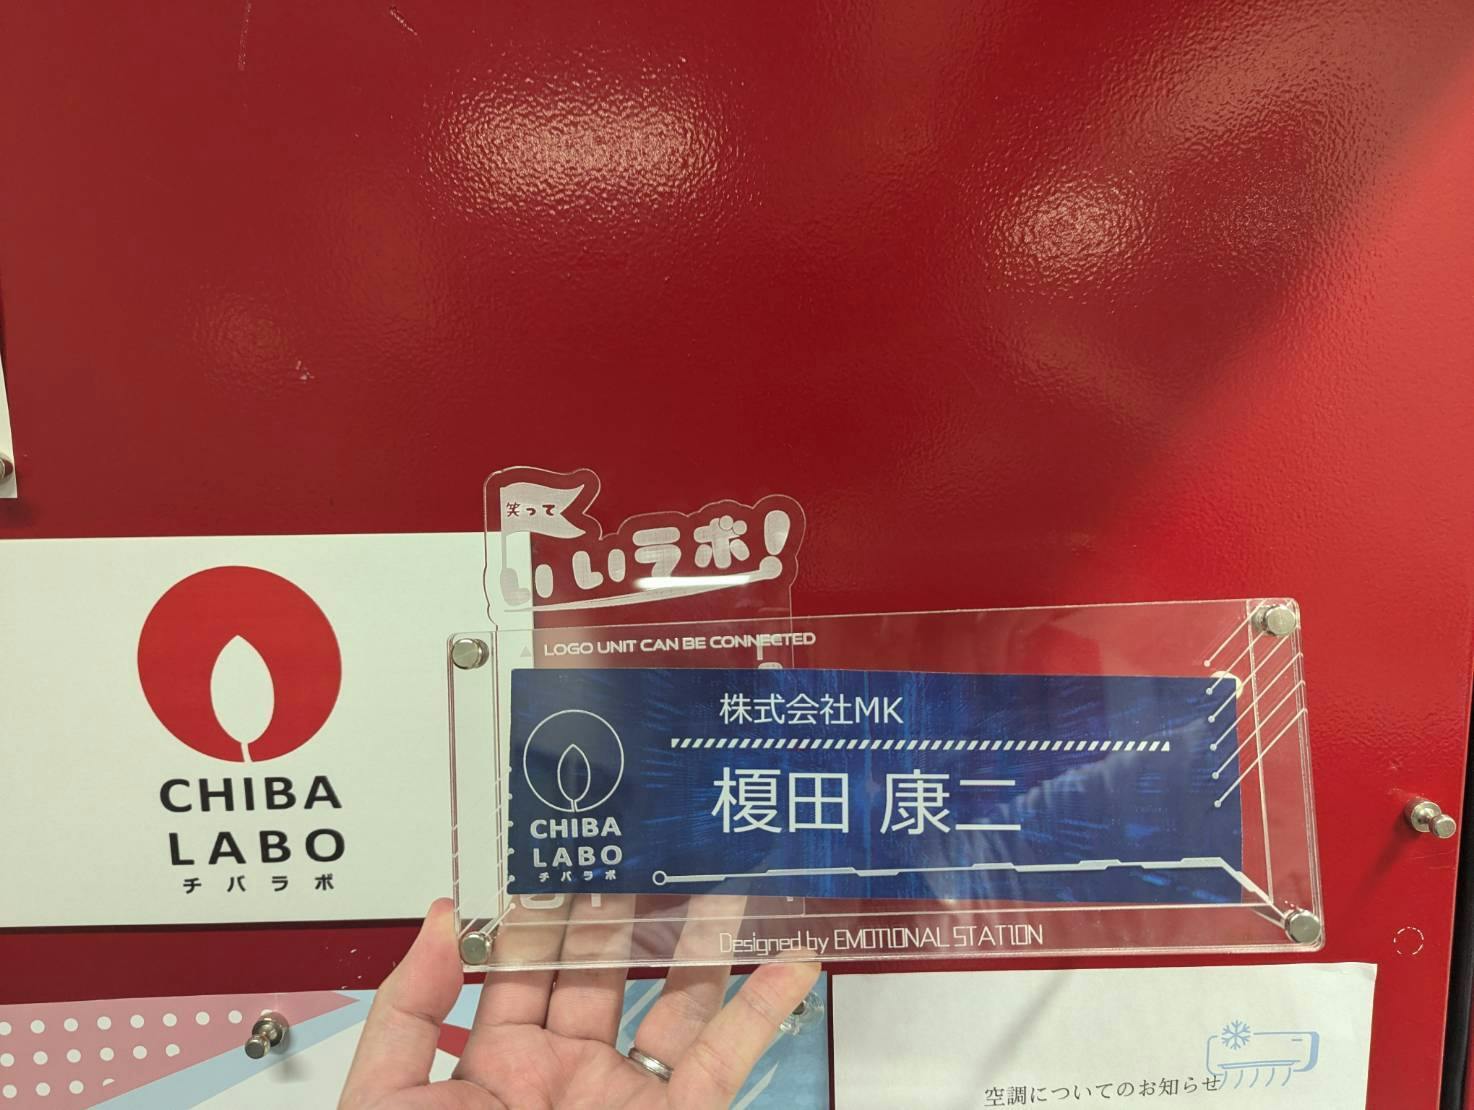 笑って
いいラボ!
LOGO UNIT CAN BE CONNECTED
株式会社MK
榎田 康二
CHIBA
LABO
チバラボ
Designed by EMOTIONAL STATION
CHIBA
LABO
チバラボ
空調についてのお知らせ